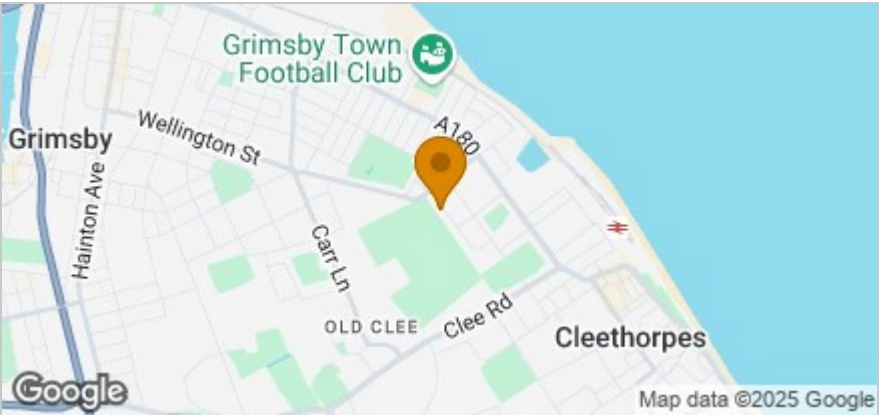 Grimsby Town
Football Club
A180
Wellington St
Grimsby
Hainton Ave
Carr Ln
OLD CLEE
Clee Rd
Cleethorpes
Google
Map data ©2025 Google